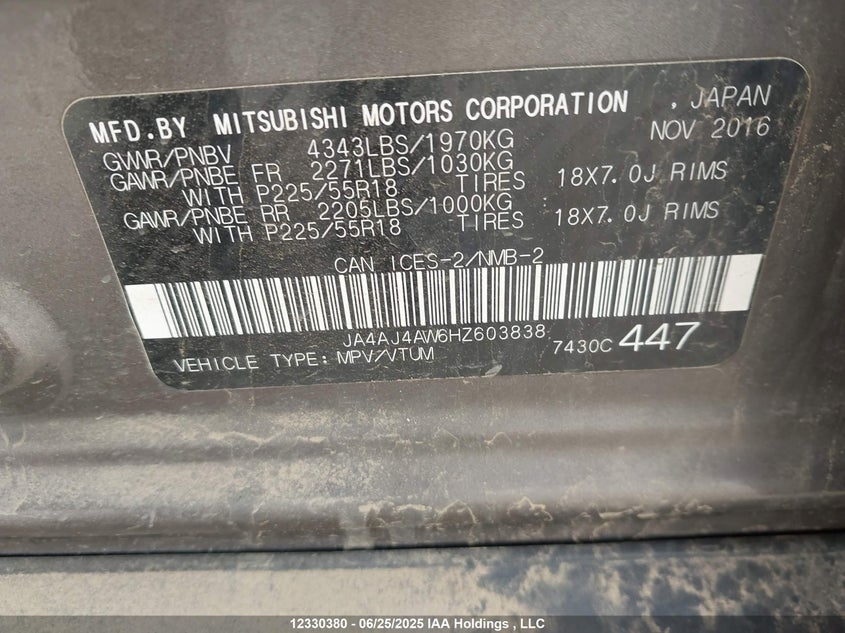 MFD.BY MITSUBISHI MOTORS CORPORATION , JAPAN
NOV 2016
GWVR/PNBV 4343LBS/1970KG
GAWR/PNBE FR 2271LBS/1030KG
WITH P225/55R18 TIRES 18X7.0J RIMS
GAWR/PNBE RR 2205LBS/1000KG
WITH P225/55R18 TIRES 18X7.0J RIMS
CAN ICES-2/NMB-2
JA4AJ4AW6HZ603838
VEHICLE TYPE: MPV/VTUM 7430C 447
12330380 - 06/25/2025 IAA Holdings , LLC